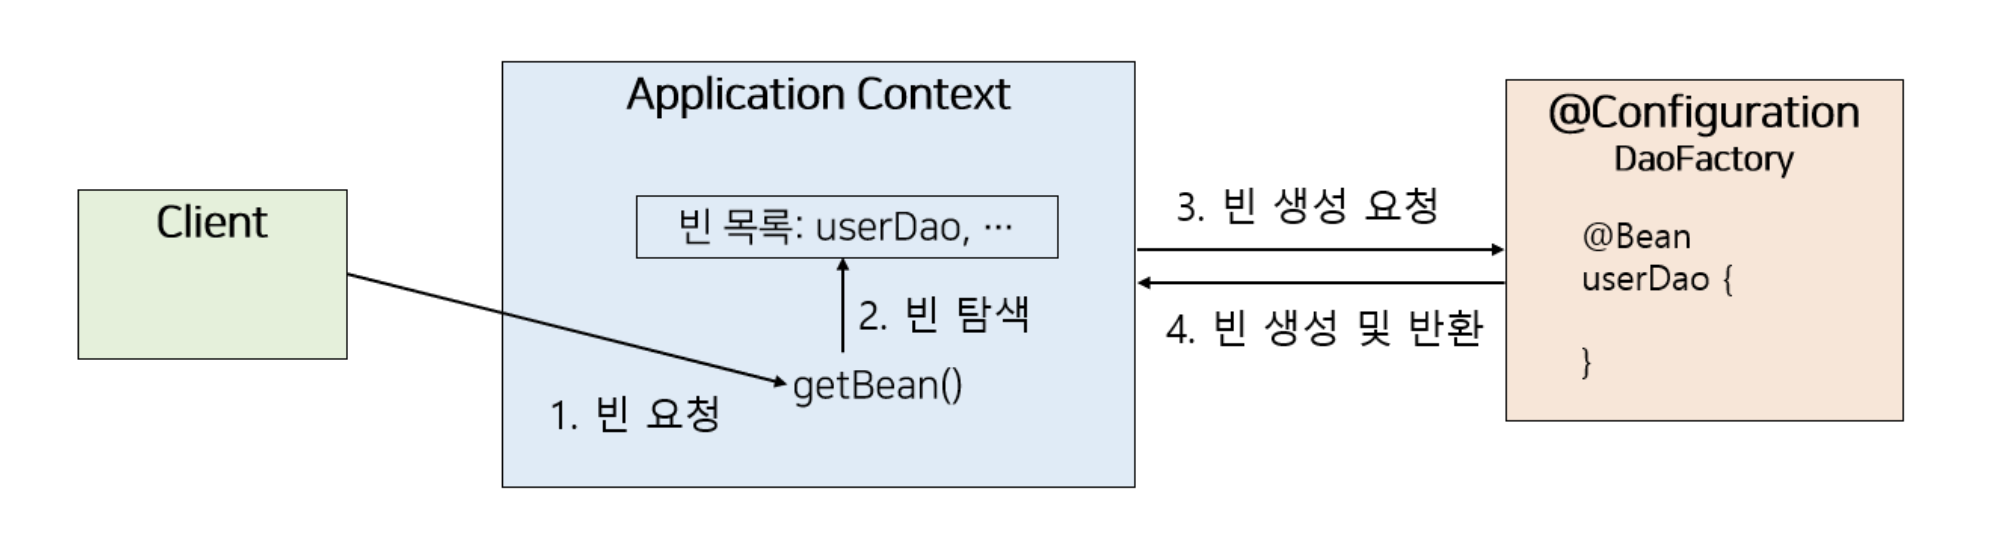 Client
Application Context
빈 목록: userDao, …
2. 빈 탐색
getBean()
1. 빈 요청
3. 빈 생성 요청
4. 빈 생성 및 반환
@Configuration
DaoFactory
@Bean
userDao {
}